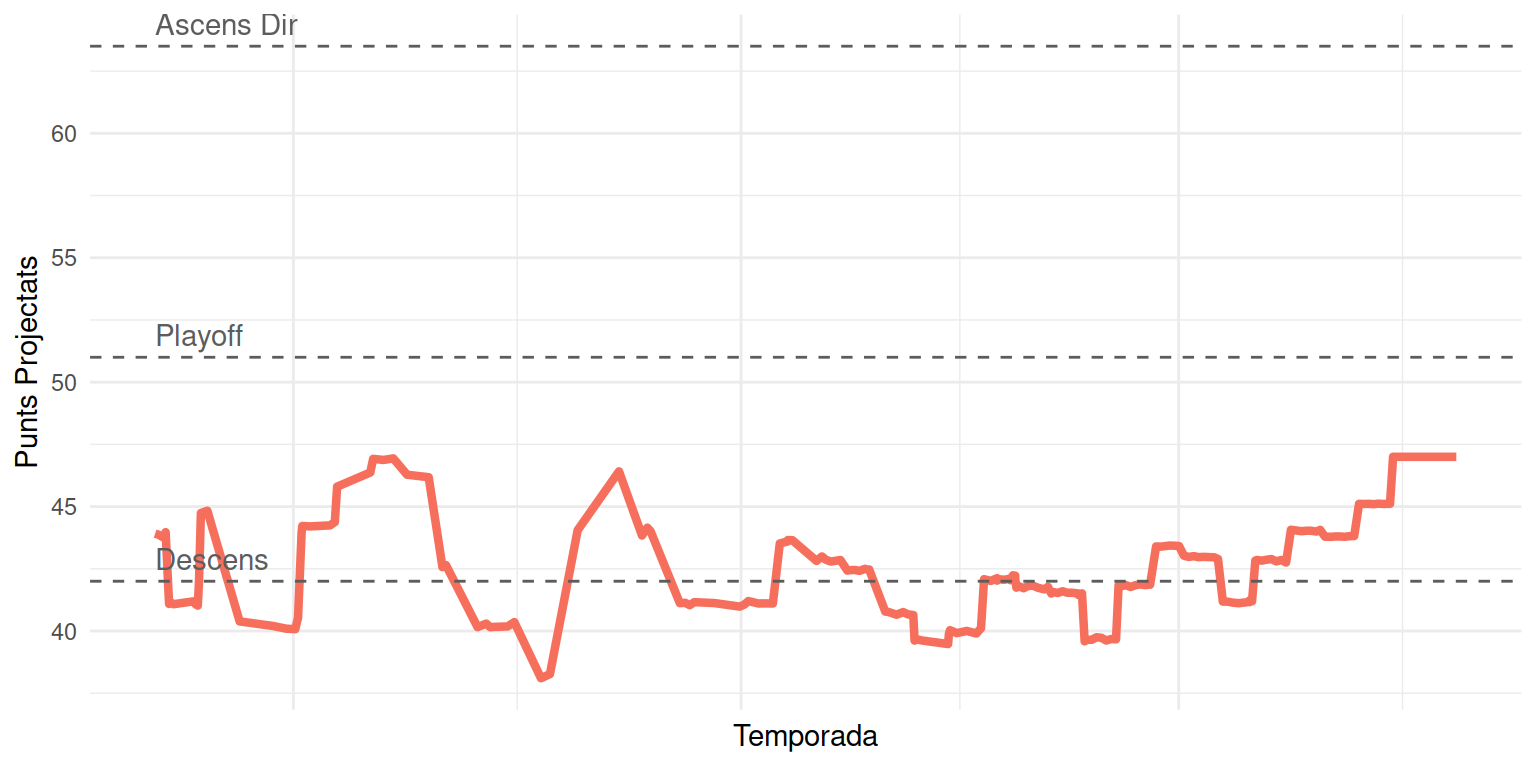 Ascens Dir
60
55
Playoff
50
45
Descens
40
Punts Projectats
Temporada